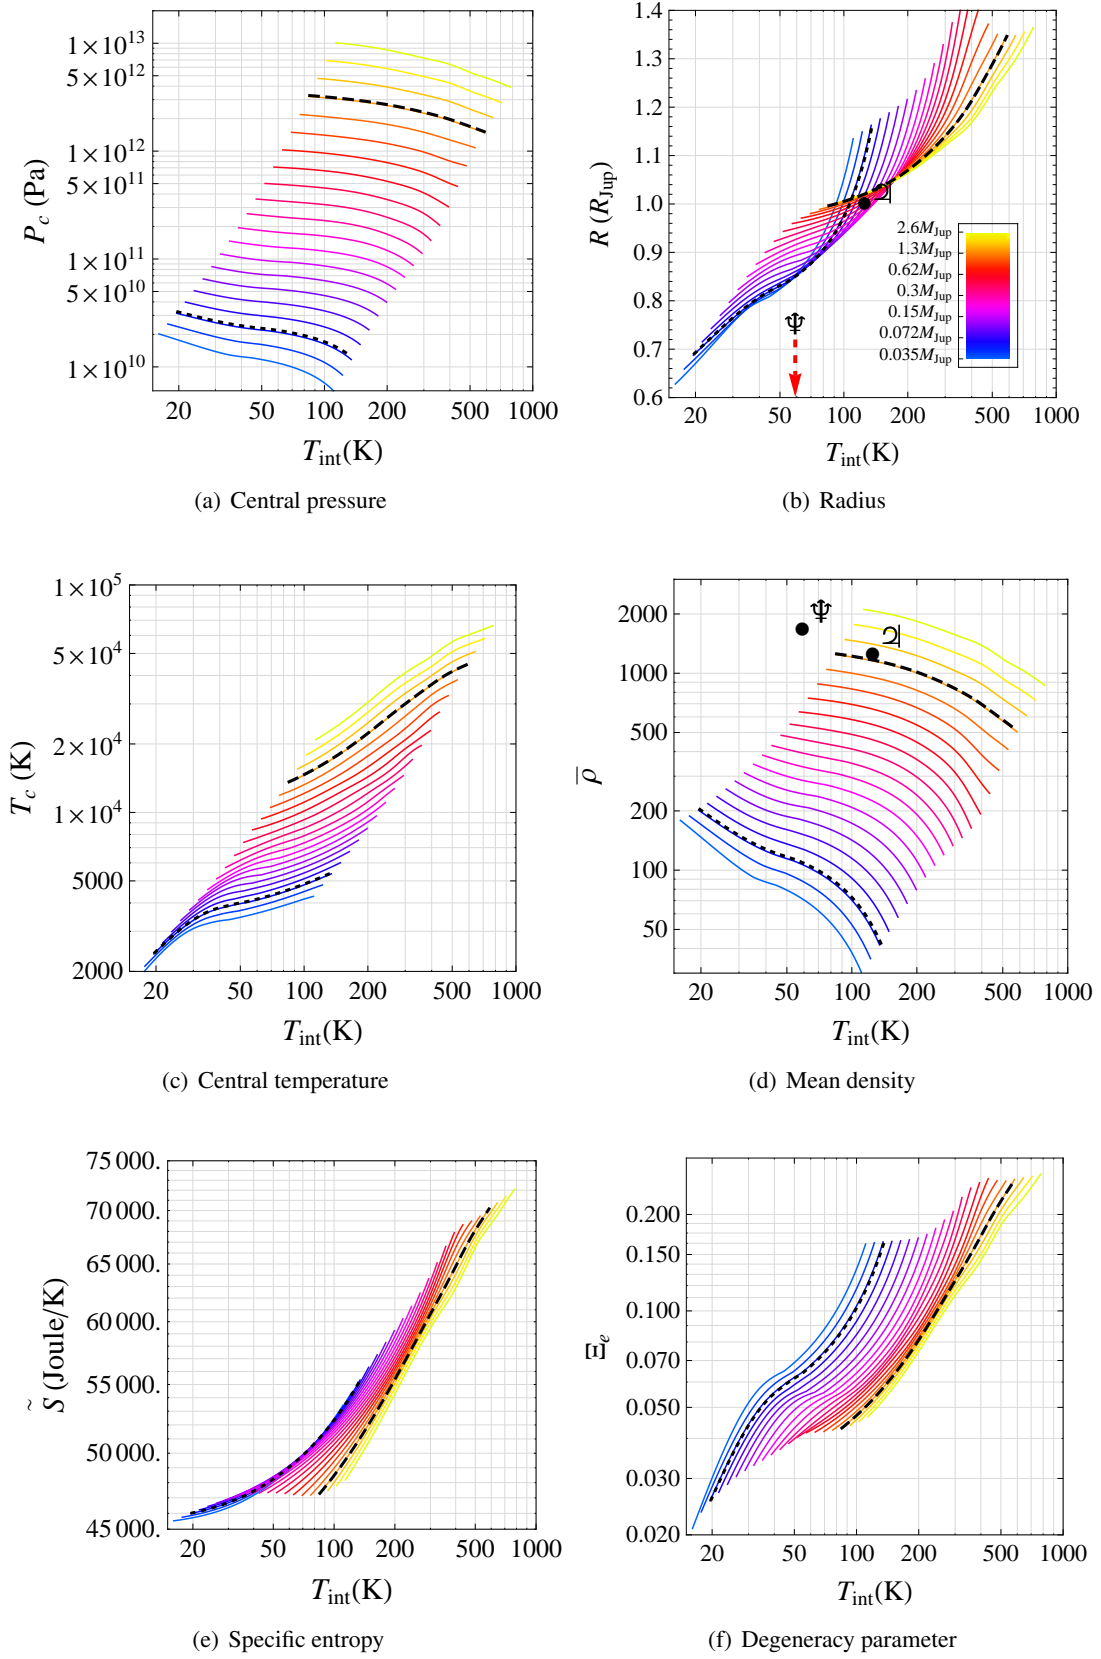 1×10^13
5×10^12
1×10^12
5×10^11
1×10^11
5×10^10
1×10^10
P_c (Pa)
20 50 100 200 500 1000
T_int(K)
(a) Central pressure
1.4
1.3
1.2
1.1
1.0
0.9
0.8
0.7
0.6
R (R_Jup)
♃
♆
2.6M_Jup
1.3M_Jup
0.62M_Jup
0.3M_Jup
0.15M_Jup
0.072M_Jup
0.035M_Jup
20 50 100 200 500 1000
T_int(K)
(b) Radius
1×10^5
5×10^4
2×10^4
1×10^4
5000
2000
T_c (K)
20 50 100 200 500 1000
T_int(K)
(c) Central temperature
2000
1000
500
200
100
50
ρ̄
♆
♃
20 50 100 200 500 1000
T_int(K)
(d) Mean density
75 000.
70 000.
65 000.
60 000.
55 000.
50 000.
45 000.
S̃ (Joule/K)
20 50 100 200 500 1000
T_int(K)
(e) Specific entropy
0.200
0.150
0.100
0.070
0.050
0.030
0.020
Ξ_e
20 50 100 200 500 1000
T_int(K)
(f) Degeneracy parameter